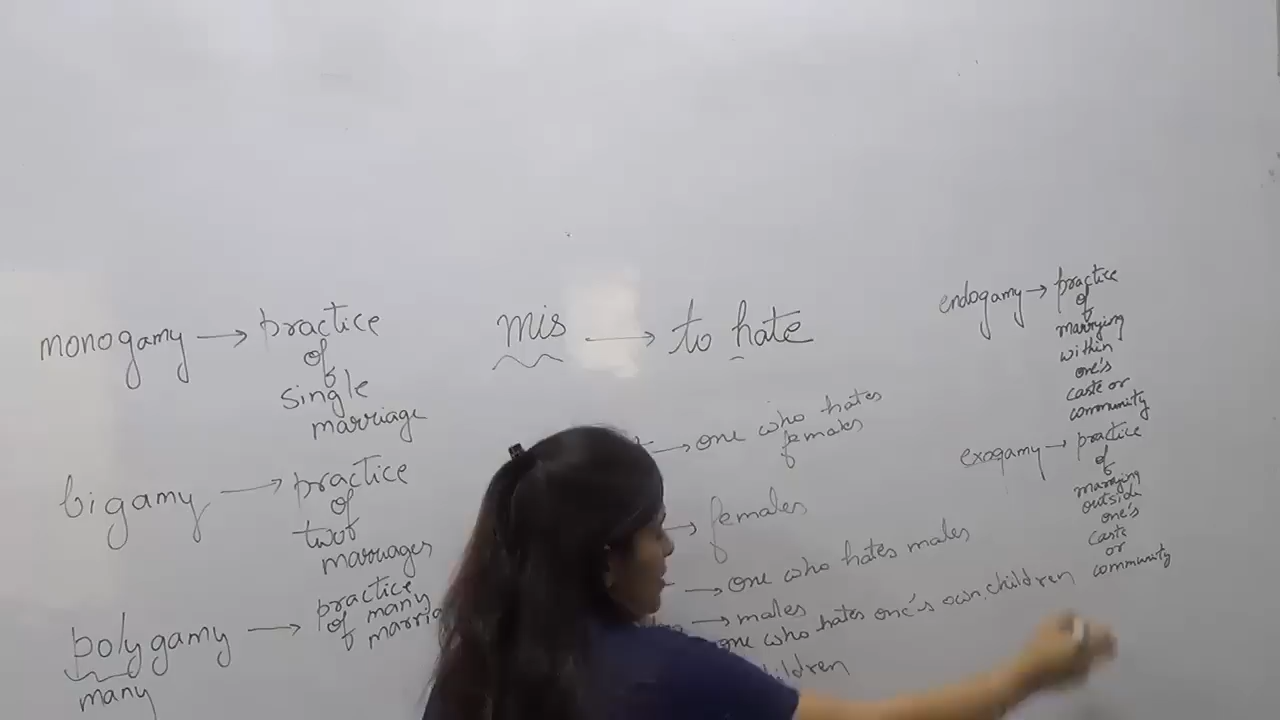 monogamy → practice
of
single
marriage
bigamy → practice
of
two
marriages
polygamy → practice
of many
many
mis → to hate
→ one who hates
females
→ females
→ one who hates males
→ males
one who hates one's own children
endogamy → practice
of
marrying
within
one's
caste or
community
exogamy → practice
of
marrying
outside
one's
caste
or
community